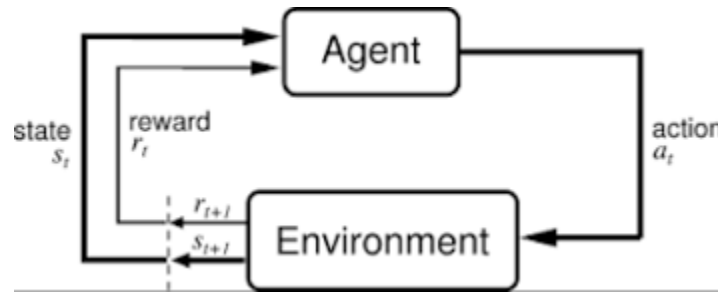 Agent
state
s_t
reward
r_t
action
a_t
r_{t+1}
s_{t+1}
Environment